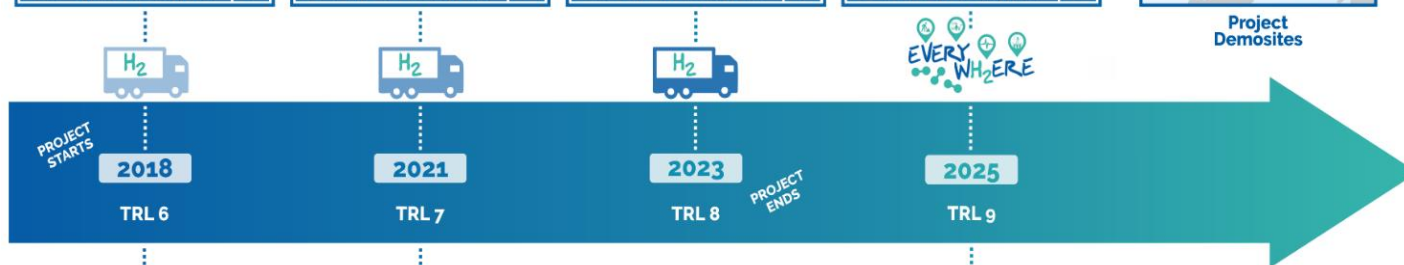 Project
Demosites
H2
H2
H2
EVERY
WH2ERE
PROJECT
STARTS
2018
2021
2023
2025
PROJECT
ENDS
TRL 6
TRL 7
TRL 8
TRL 9